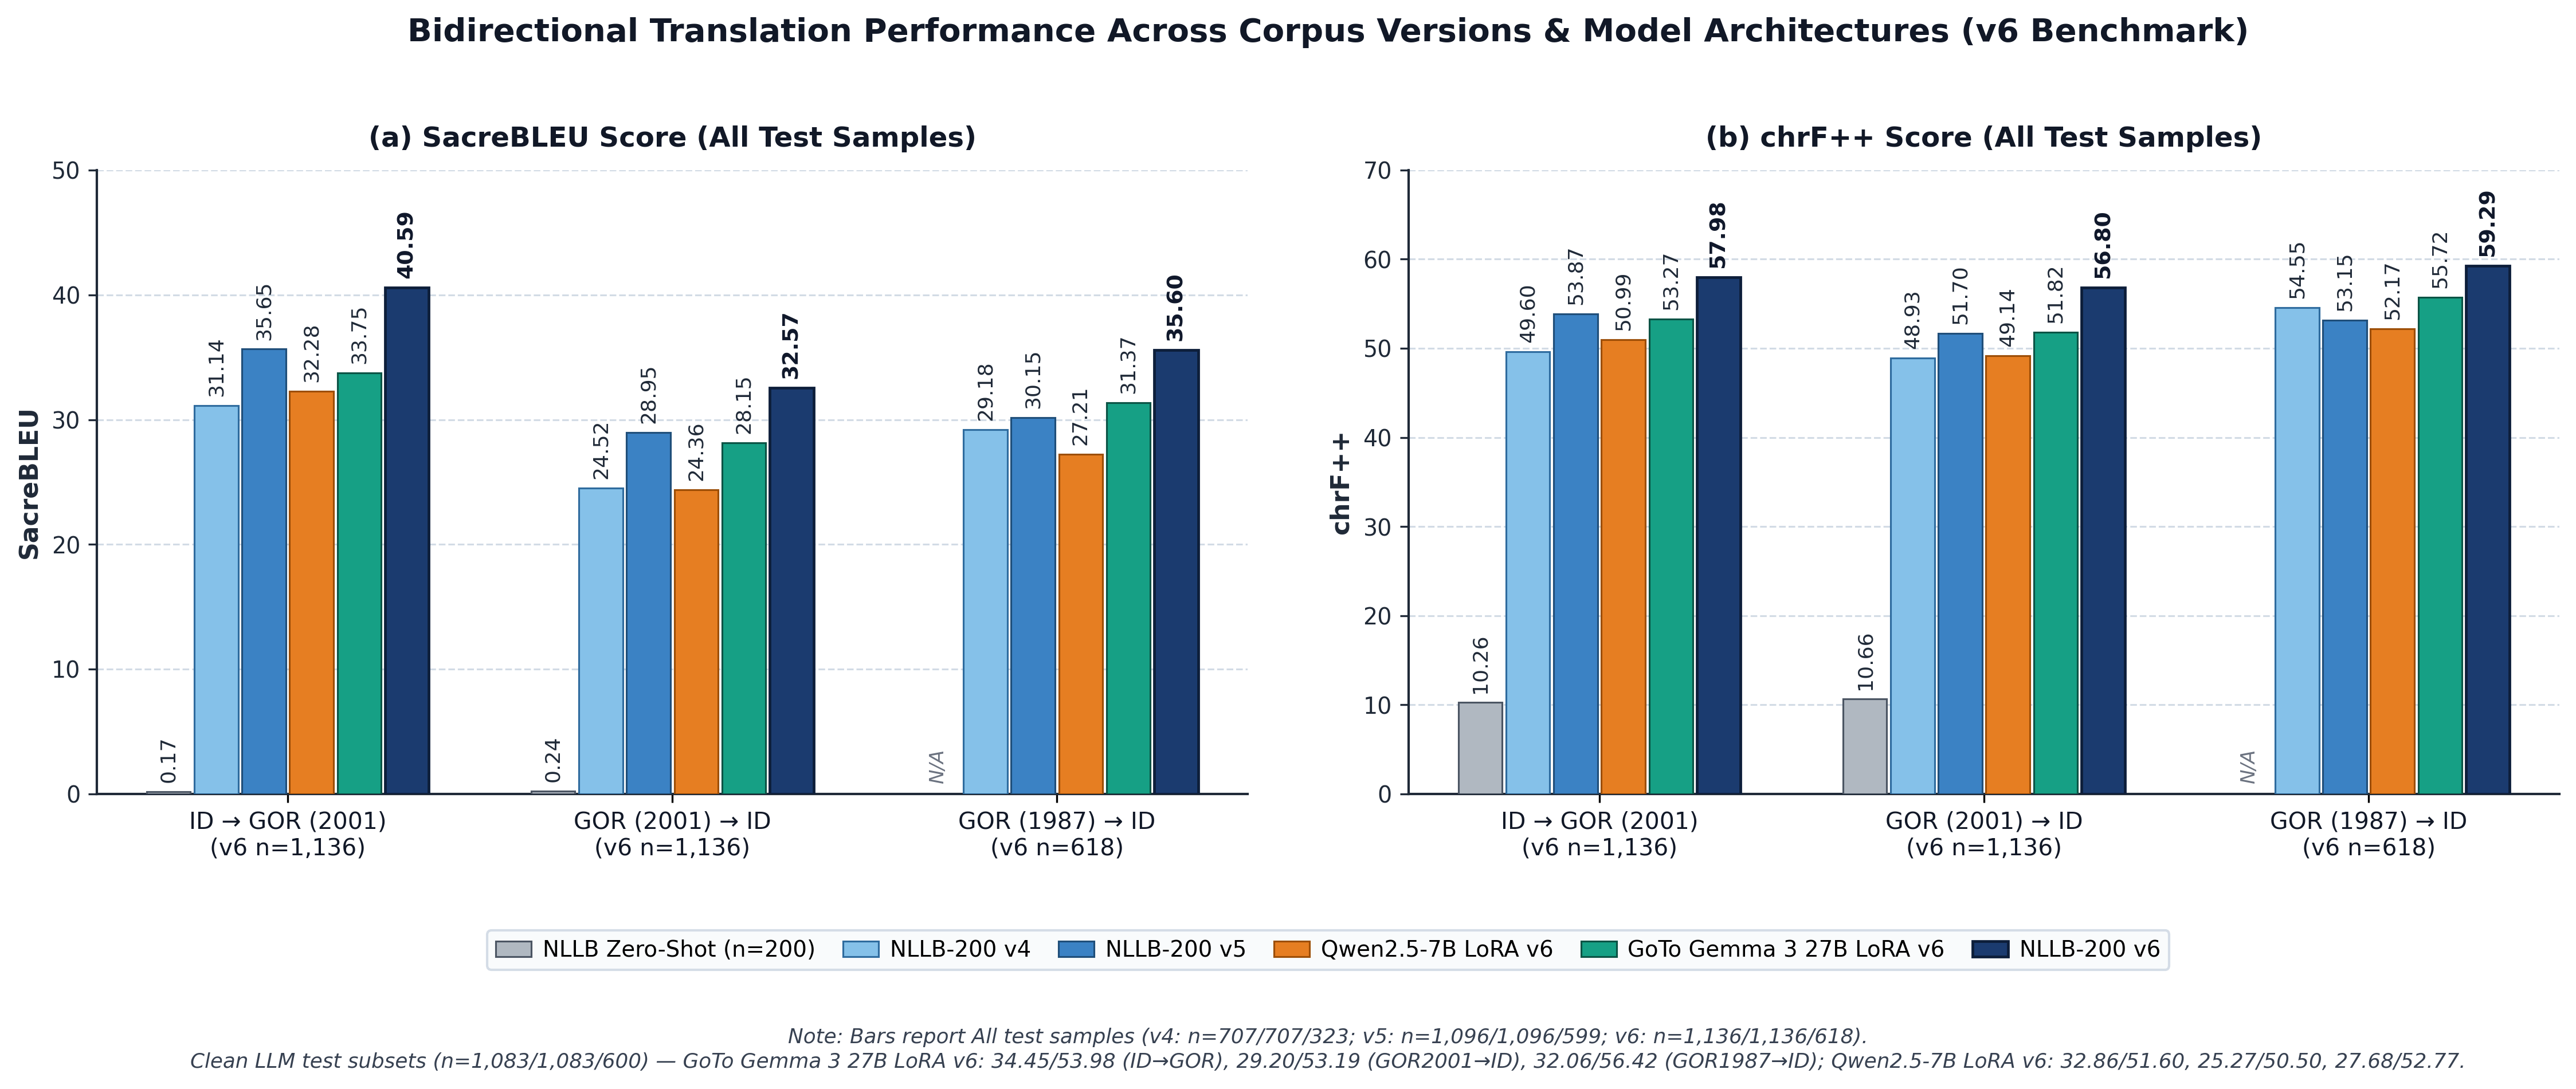 Bidirectional Translation Performance Across Corpus Versions & Model Architectures (v6 Benchmark)
(a) SacreBLEU Score (All Test Samples)
SacreBLEU
50
40
30
20
10
0
0.17
31.14
35.65
32.28
33.75
40.59
0.24
24.52
28.95
24.36
28.15
32.57
N/A
29.18
30.15
27.21
31.37
35.60
ID → GOR (2001)
(v6 n=1,136)
GOR (2001) → ID
(v6 n=1,136)
GOR (1987) → ID
(v6 n=618)
(b) chrF++ Score (All Test Samples)
chrF++
70
60
50
40
30
20
10
0
10.26
49.60
53.87
50.99
53.27
57.98
10.66
48.93
51.70
49.14
51.82
56.80
N/A
54.55
53.15
52.17
55.72
59.29
ID → GOR (2001)
(v6 n=1,136)
GOR (2001) → ID
(v6 n=1,136)
GOR (1987) → ID
(v6 n=618)
NLLB Zero-Shot (n=200)
NLLB-200 v4
NLLB-200 v5
Qwen2.5-7B LoRA v6
GoTo Gemma 3 27B LoRA v6
NLLB-200 v6
Note: Bars report All test samples (v4: n=707/707/323; v5: n=1,096/1,096/599; v6: n=1,136/1,136/618).
Clean LLM test subsets (n=1,083/1,083/600) — GoTo Gemma 3 27B LoRA v6: 34.45/53.98 (ID→GOR), 29.20/53.19 (GOR2001→ID), 32.06/56.42 (GOR1987→ID); Qwen2.5-7B LoRA v6: 32.86/51.60, 25.27/50.50, 27.68/52.77.